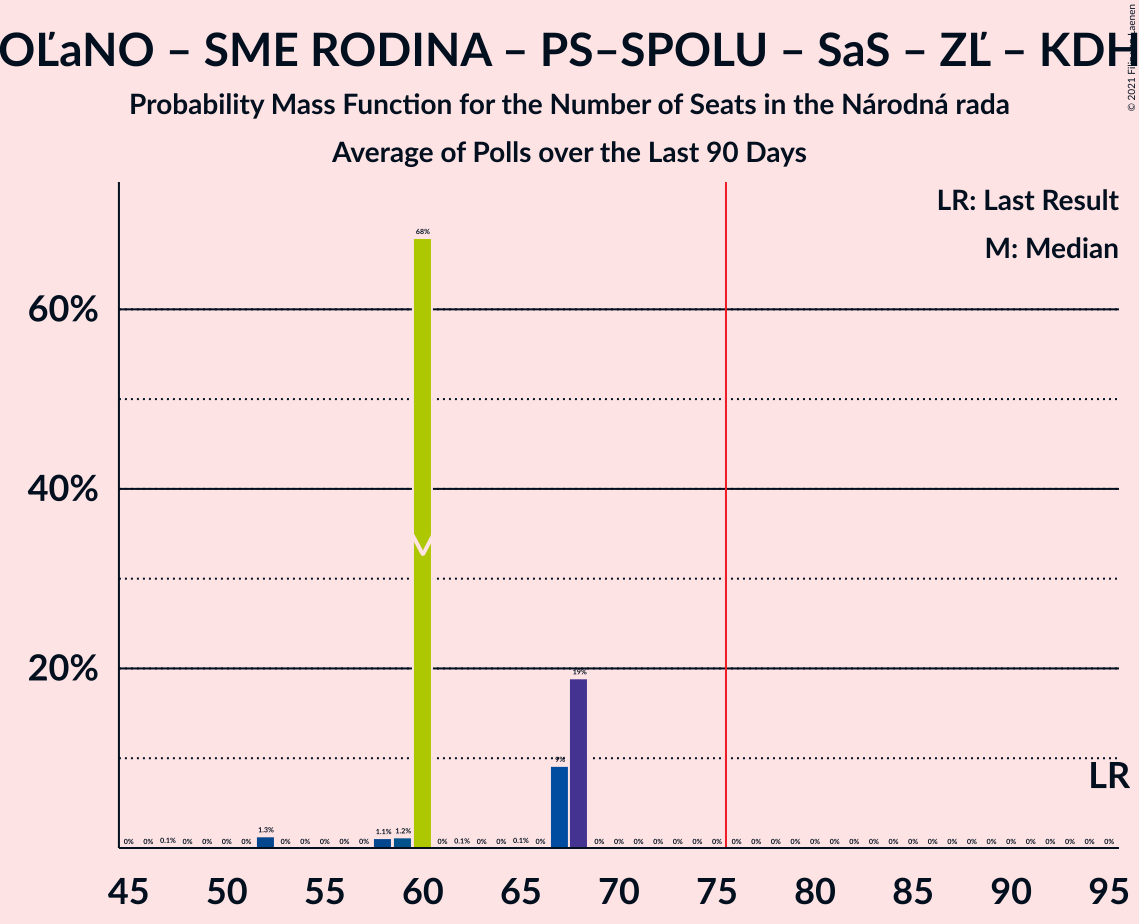 OĽaNO – SME RODINA – PS–SPOLU – SaS – ZĽ – KDH
Probability Mass Function for the Number of Seats in the Národná rada
Average of Polls over the Last 90 Days
© 2021 Filip Laenen
LR: Last Result
M: Median
60%
40%
20%
68%
M
19%
9%
LR
0% 0% 0.1% 0% 0% 0% 0% 1.3% 0% 0% 0% 0% 0% 1.1% 1.2% 0% 0.1% 0% 0% 0.1% 0% 0% 0% 0% 0% 0% 0% 0% 0% 0% 0% 0% 0% 0% 0% 0% 0% 0% 0% 0% 0% 0% 0% 0% 0% 0% 0% 0%
45 50 55 60 65 70 75 80 85 90 95